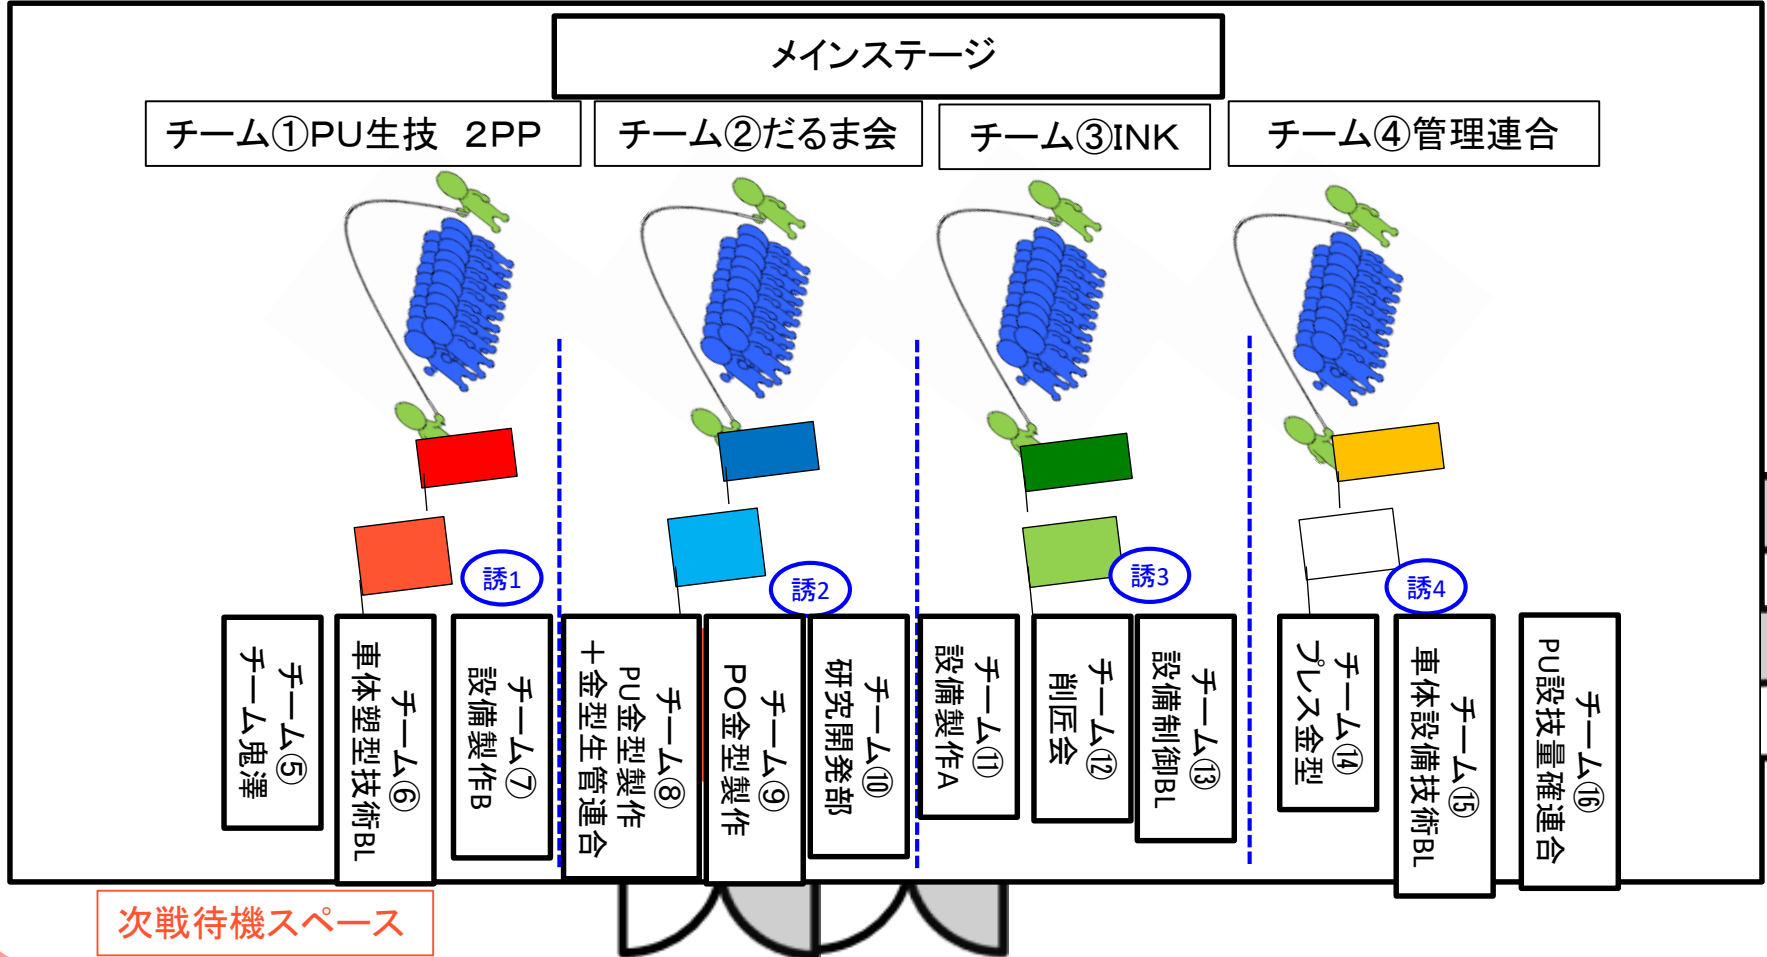 メインステージ
チーム①PU生技　2PP
チーム②だるま会
チーム③INK
チーム④管理連合
誘1
誘2
誘3
誘4
チーム⑤
チーム鬼澤
チーム⑥
車体塑型技術BL
チーム⑦
設備製作B
チーム⑧
PU金型製作
＋金型生管連合
チーム⑨
PO金型製作
チーム⑩
研究開発部
チーム⑪
設備製作A
チーム⑫
削匠会
チーム⑬
設備制御BL
チーム⑭
プレス金型
チーム⑮
車体設備技術BL
チーム⑯
PU設技量確連合
次戦待機スペース